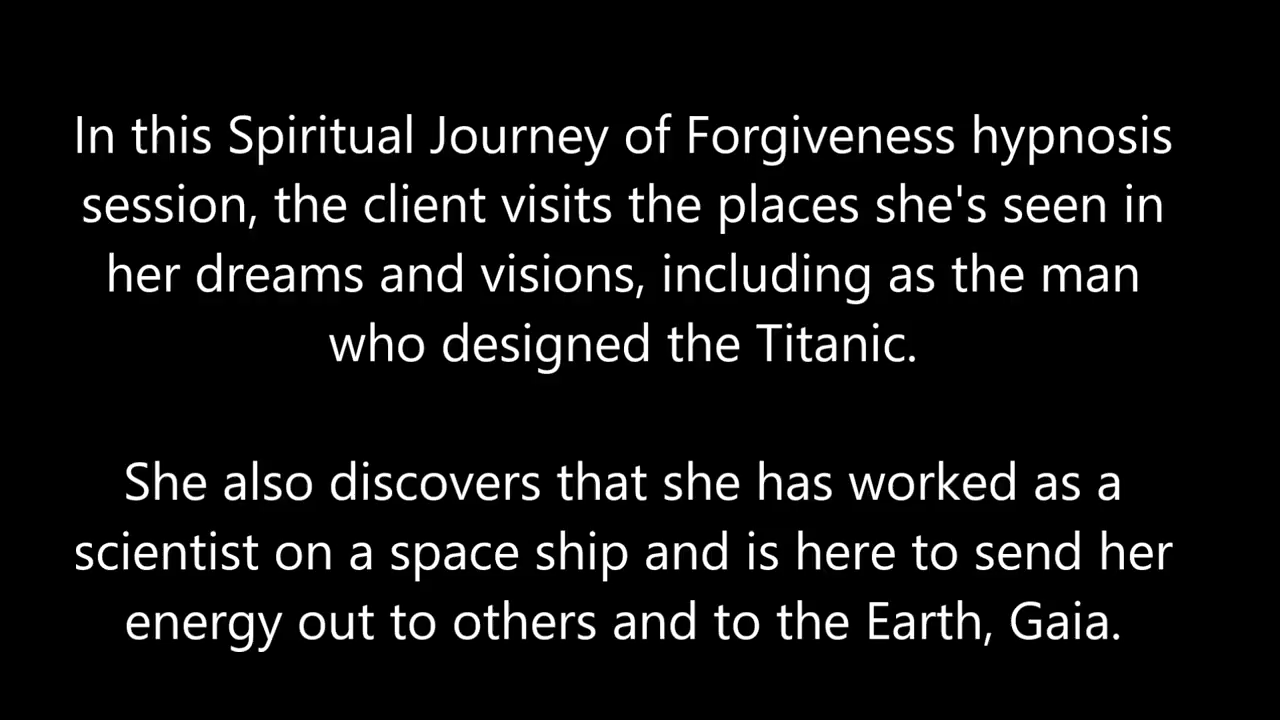 In this Spiritual Journey of Forgiveness hypnosis
session, the client visits the places she's seen in
her dreams and visions, including as the man
who designed the Titanic.
She also discovers that she has worked as a
scientist on a space ship and is here to send her
energy out to others and to the Earth, Gaia.